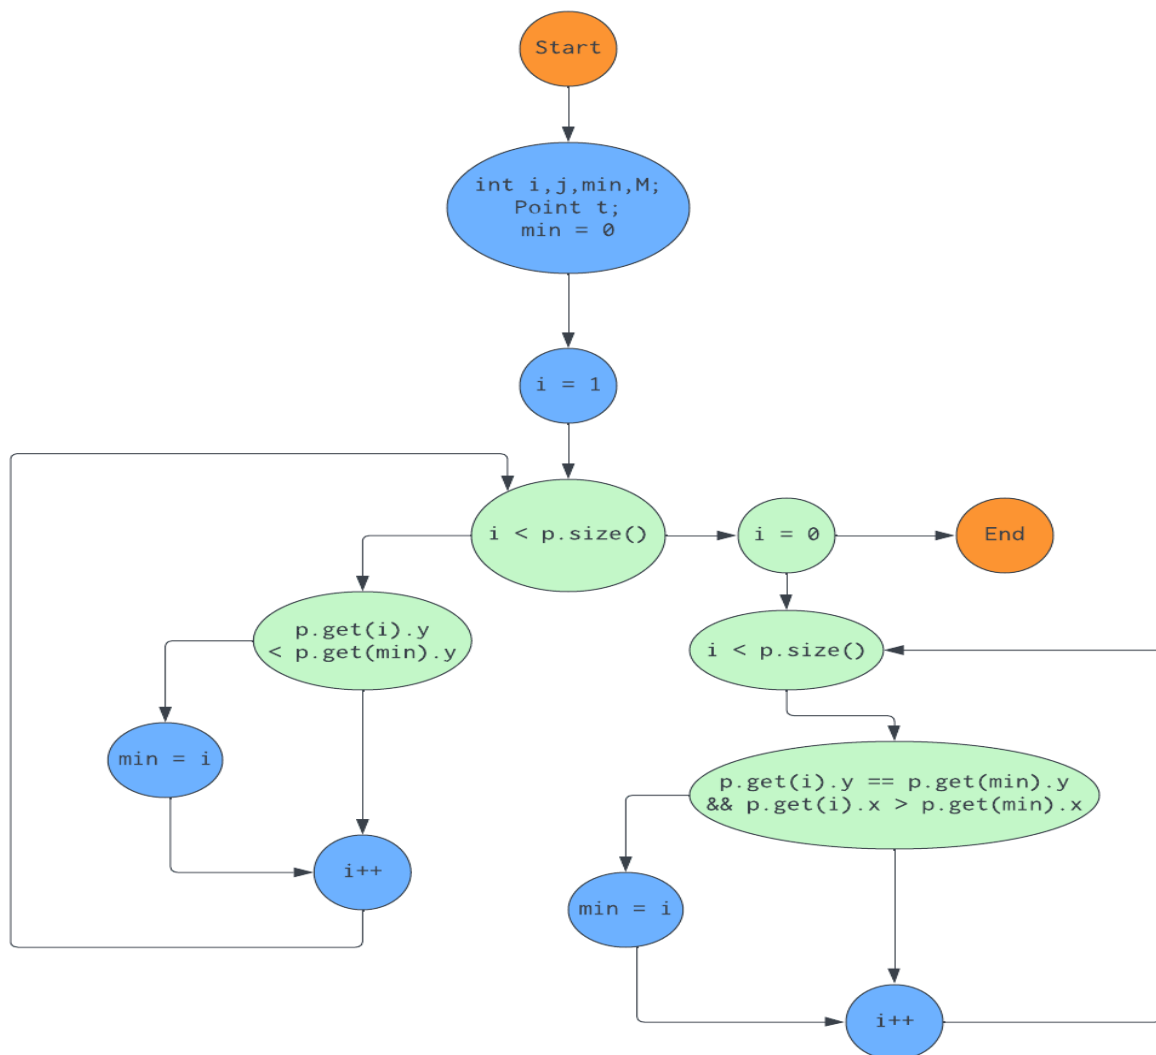 Start
int i,j,min,M;
Point t;
min = 0
i = 1
i < p.size()
i = 0
End
p.get(i).y
< p.get(min).y
i < p.size()
min = i
p.get(i).y == p.get(min).y
&& p.get(i).x > p.get(min).x
i++
min = i
i++